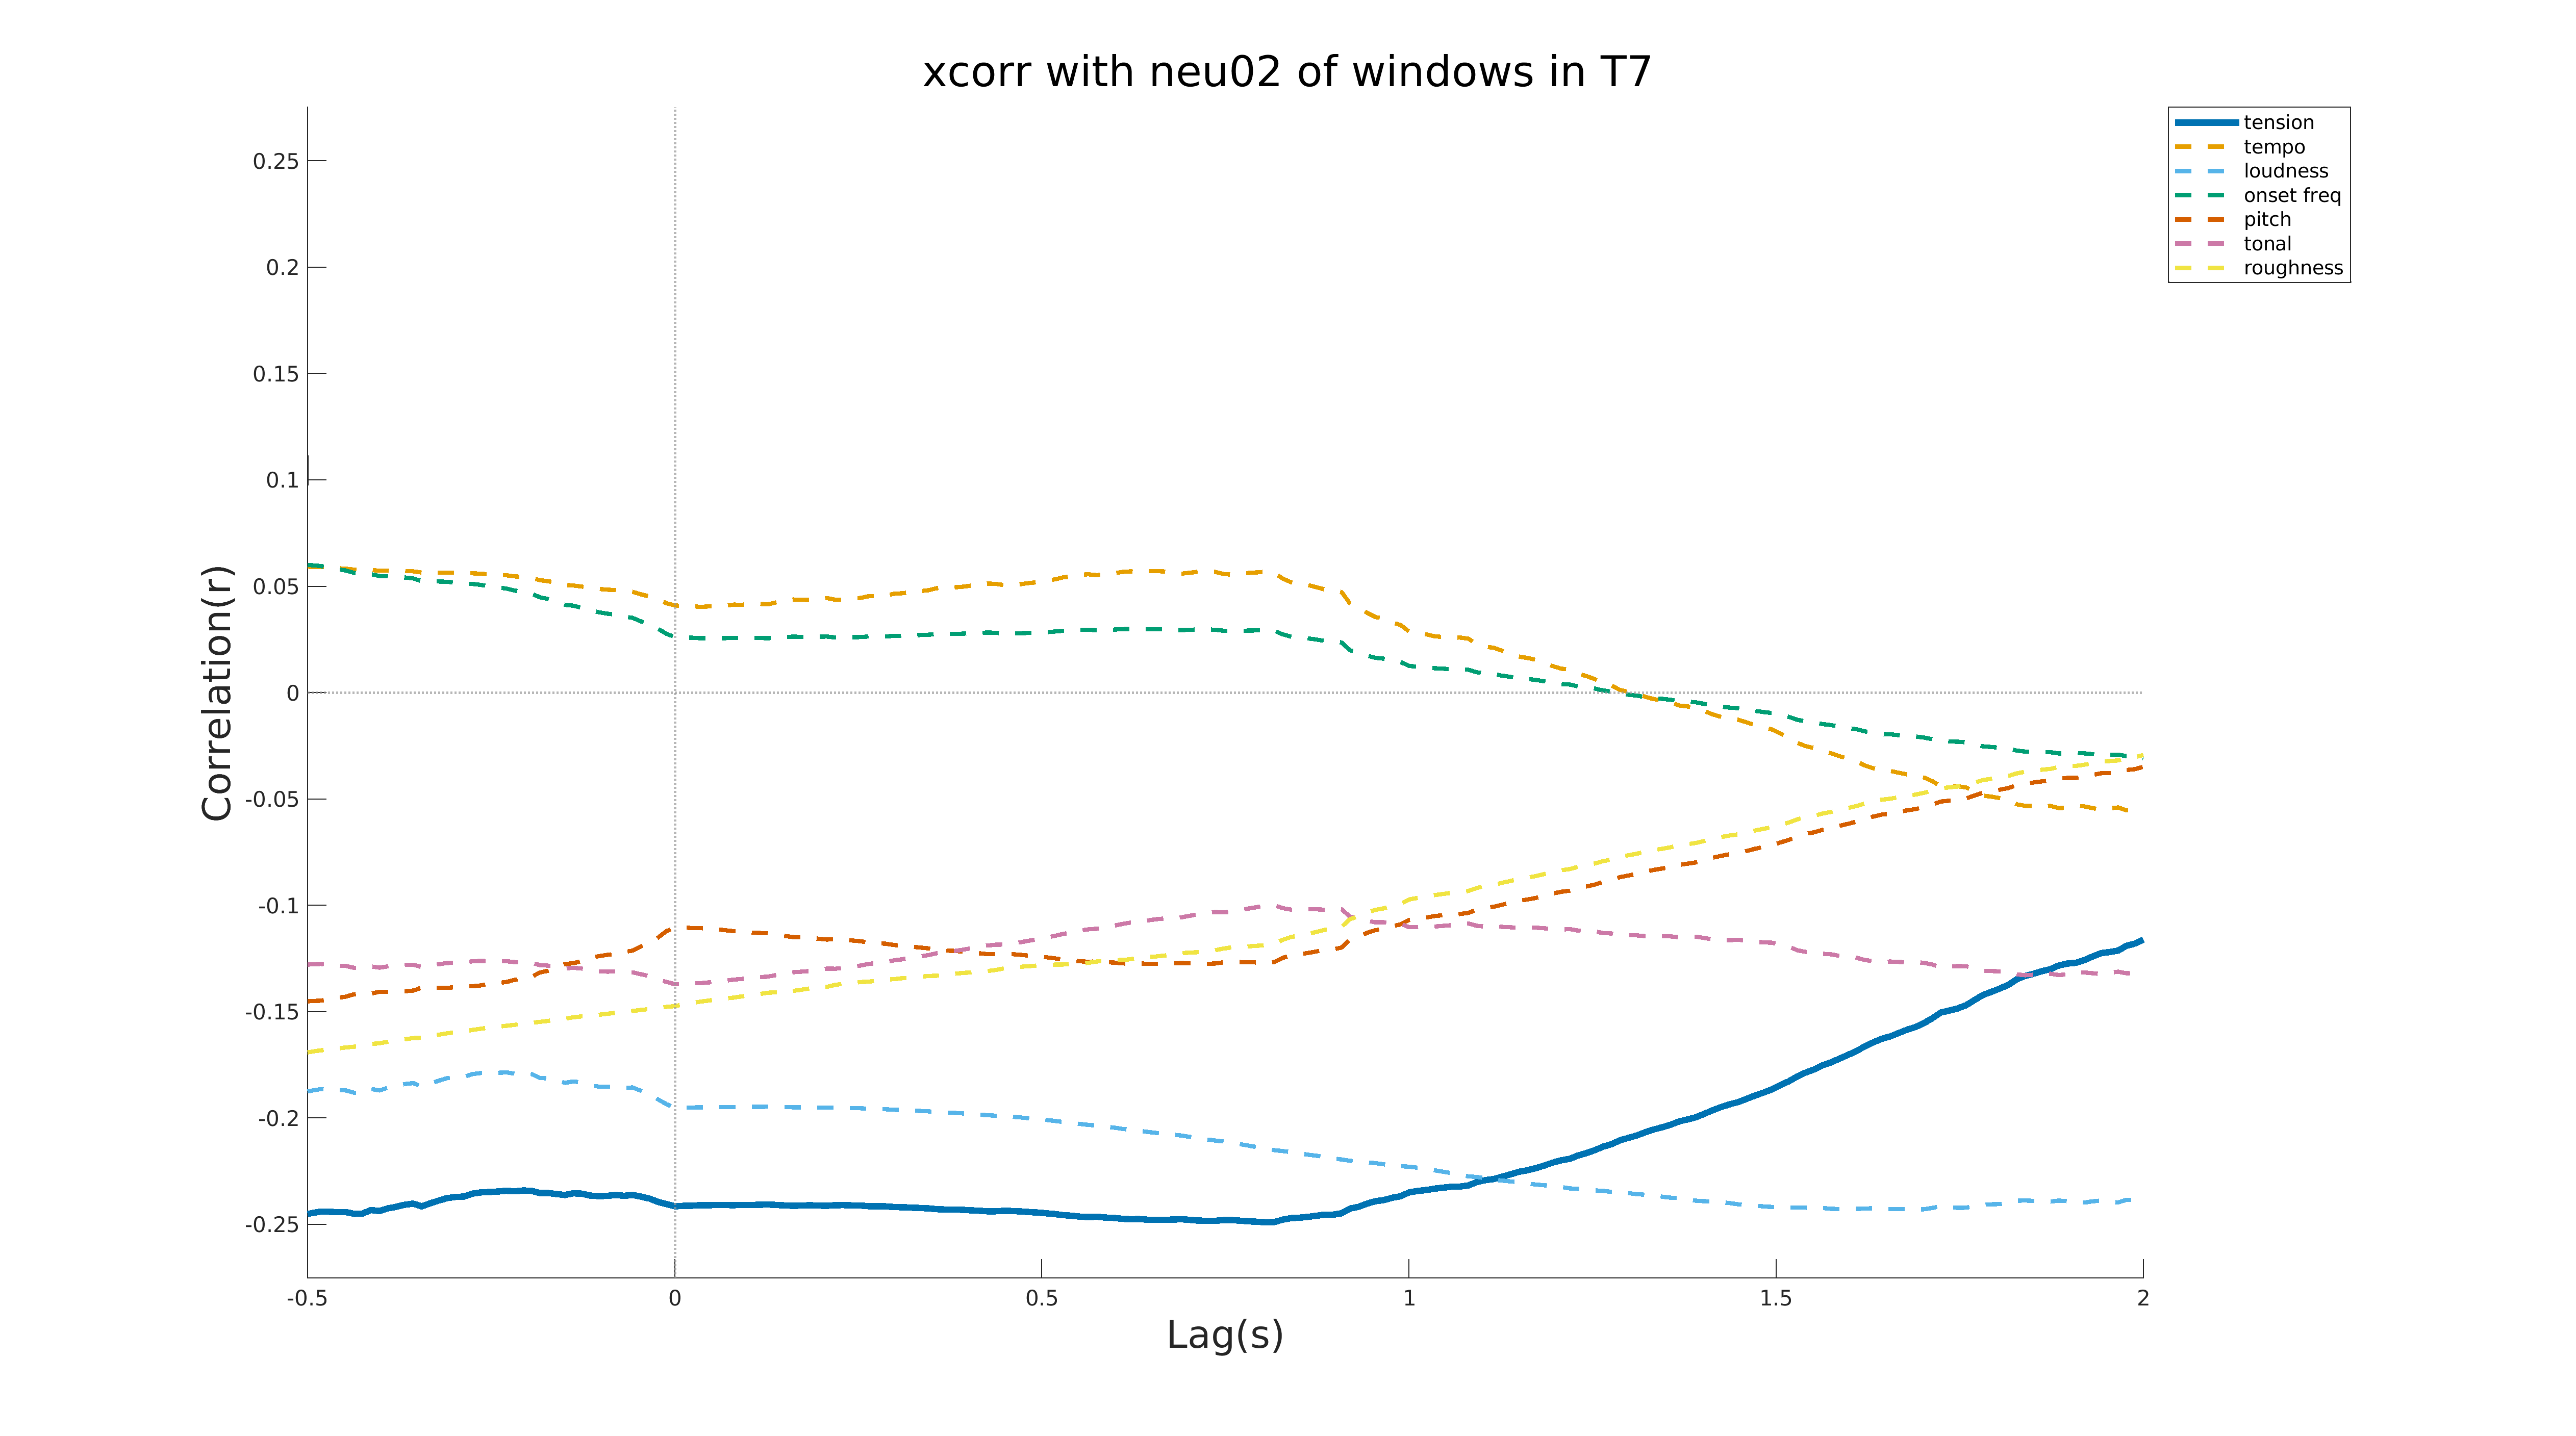 xcorr with neu02 of windows in T7
tension
tempo
loudness
onset freq
pitch
tonal
roughness
Correlation(r)
0.25
0.2
0.15
0.1
0.05
0
-0.05
-0.1
-0.15
-0.2
-0.25
-0.5
0
0.5
1
1.5
2
Lag(s)